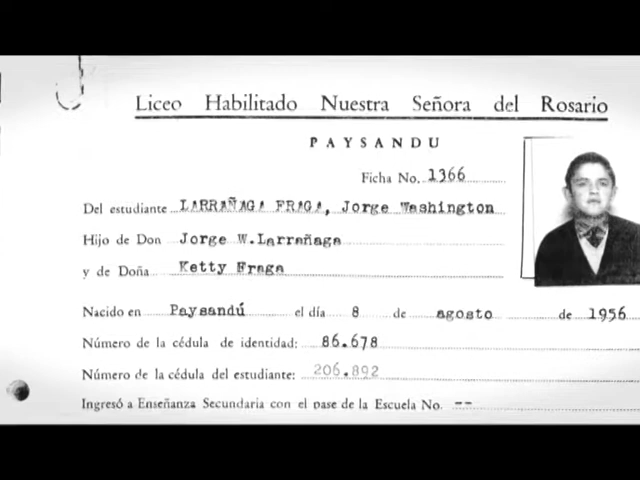 Liceo Habilitado Nuestra Señora del Rosario
PAYSANDU
Ficha No. 1366
Del estudiante LARRAÑAGA FRAGA, Jorge Washington
Hijo de Don Jorge W.Larrañaga
y de Doña Ketty Fraga
Nacido en Paysandú el día 8 de agosto de 1956
Número de la cédula de identidad: 86.678
Número de la cédula del estudiante: 206.892
Ingresó a Enseñanza Secundaria con el pase de la Escuela No. --